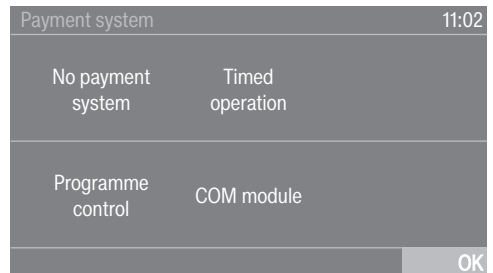 Payment system 11:02
No payment
system
Timed
operation
Programme
control
COM module
OK